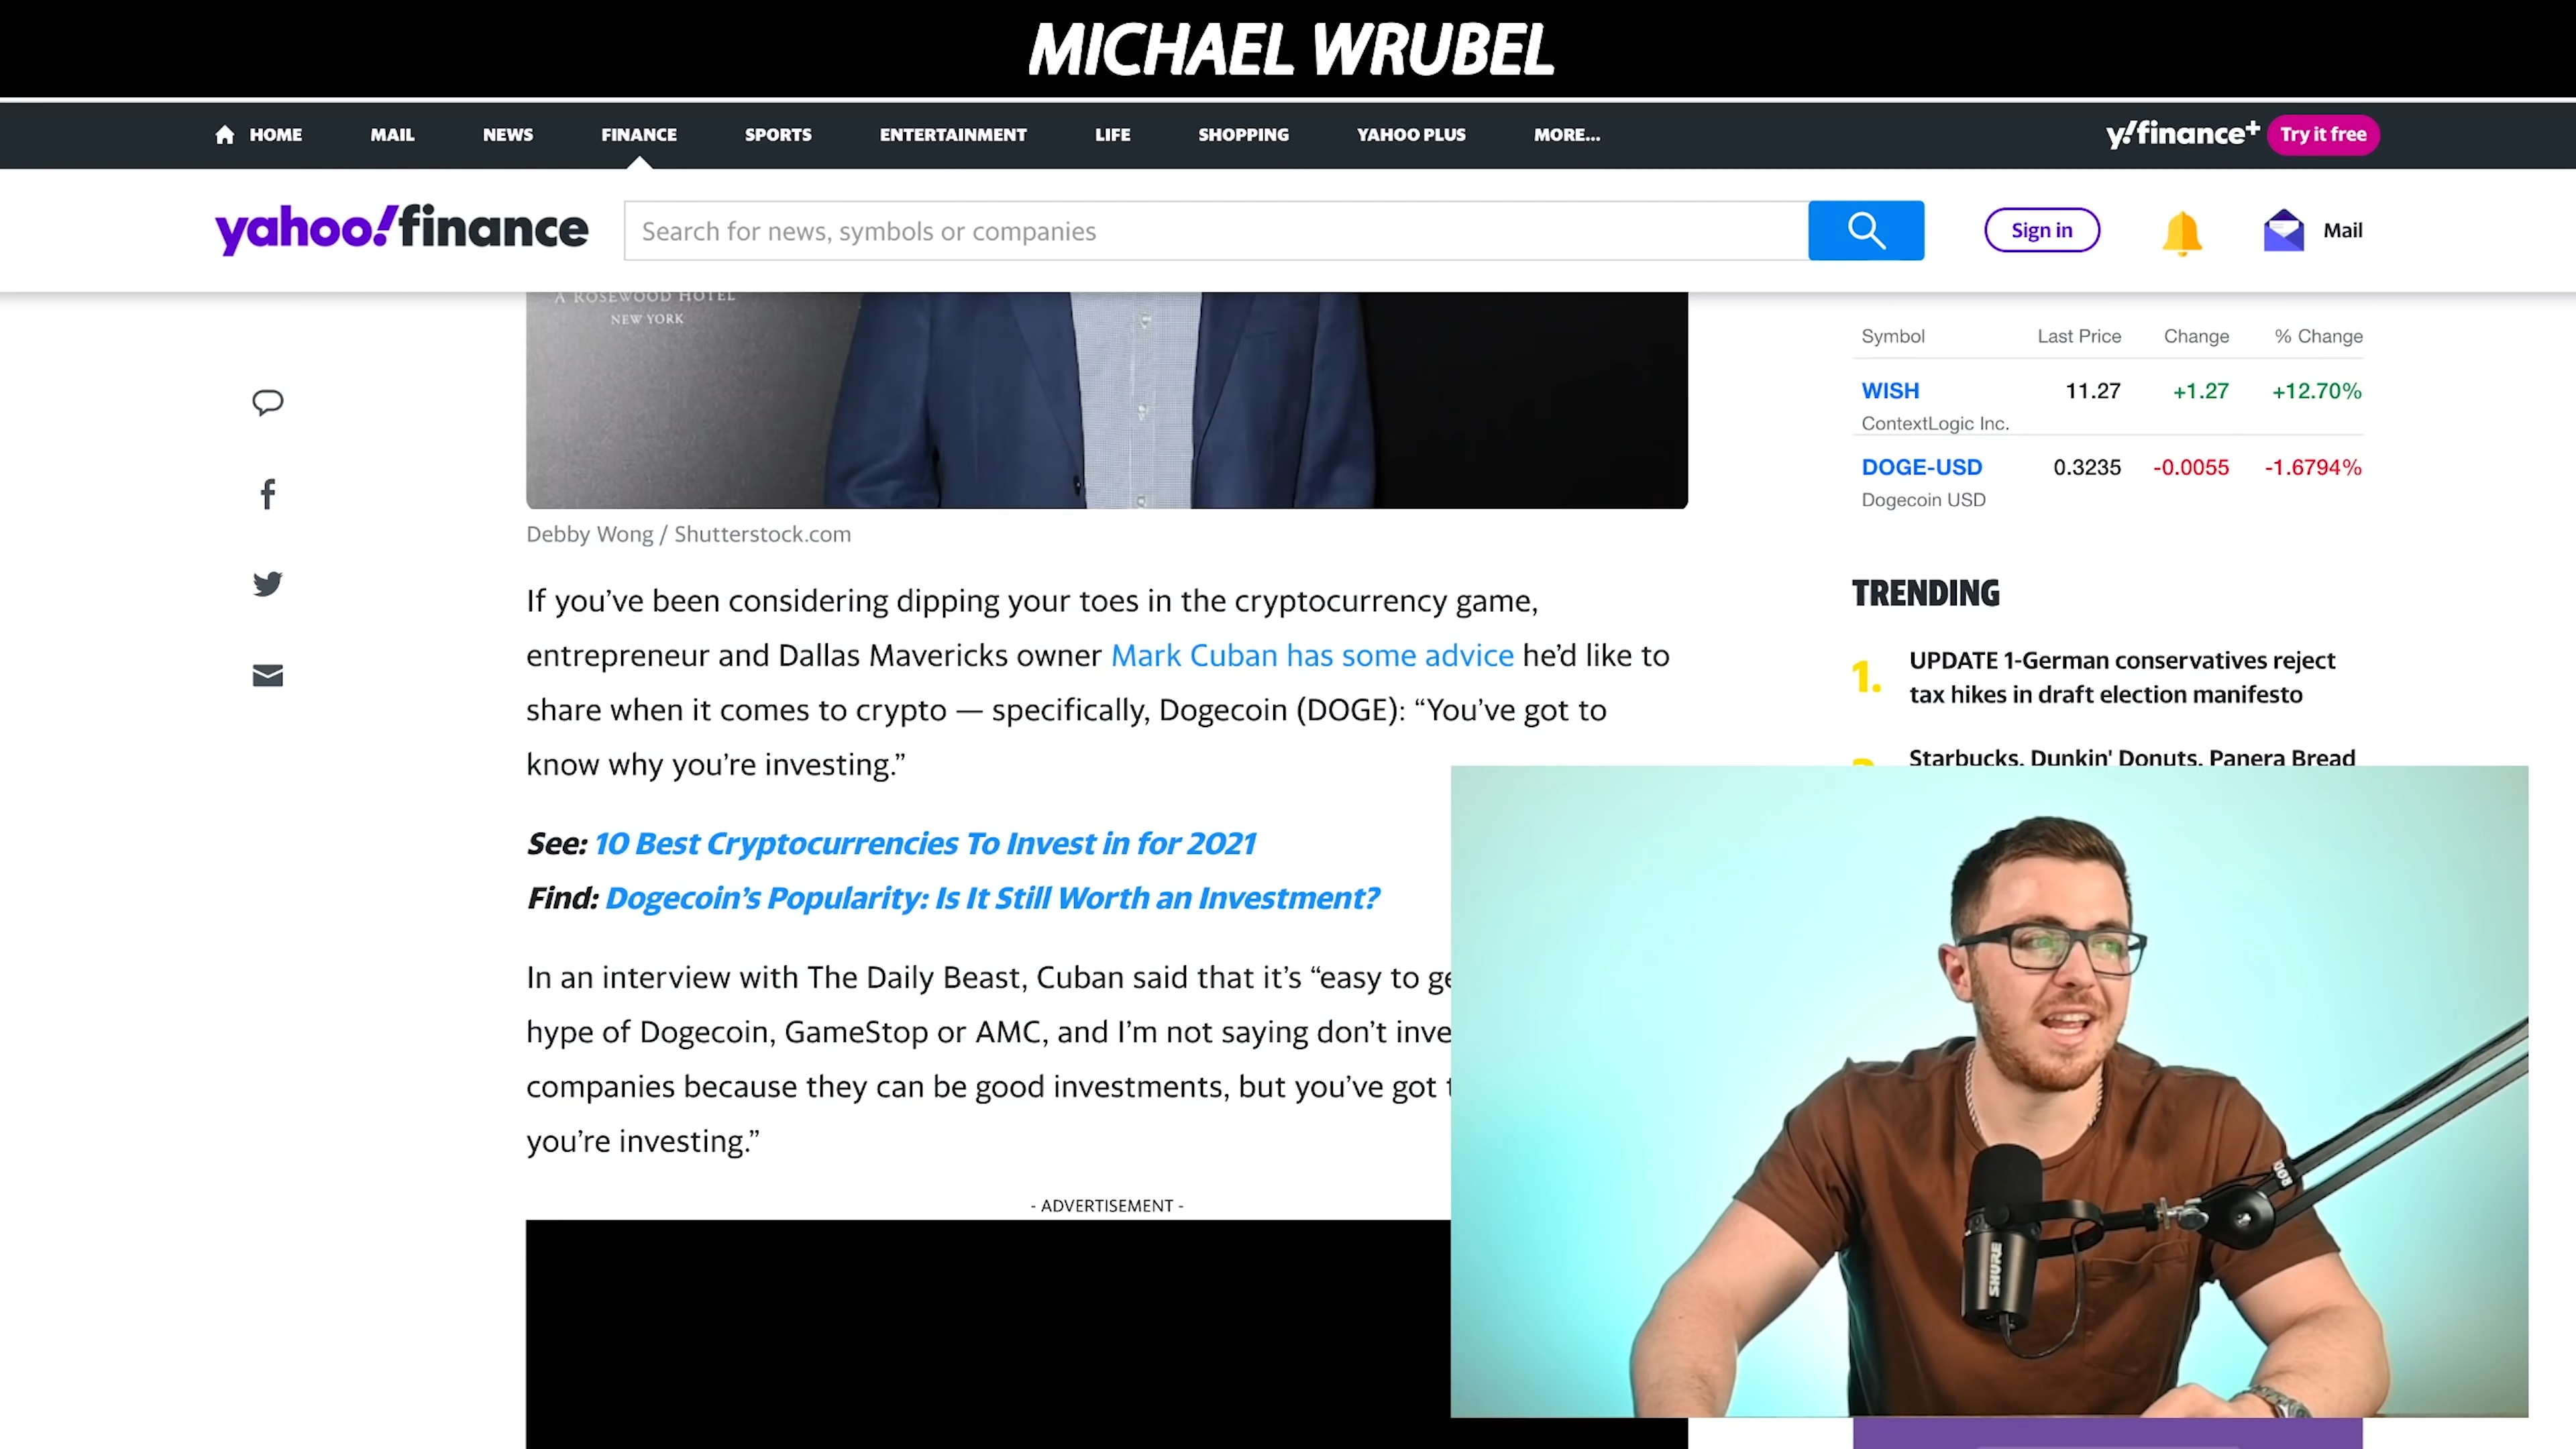 MICHAEL WRUBEL
HOME MAIL NEWS FINANCE SPORTS ENTERTAINMENT LIFE SHOPPING YAHOO PLUS MORE... y!finance+ Try it free
yahoo!finance Search for news, symbols or companies Sign in Mail
A ROSEWOOD HOTEL
NEW YORK
Debby Wong / Shutterstock.com
If you’ve been considering dipping your toes in the cryptocurrency game,
entrepreneur and Dallas Mavericks owner Mark Cuban has some advice he’d like to
share when it comes to crypto — specifically, Dogecoin (DOGE): “You’ve got to
know why you’re investing.”
See: 10 Best Cryptocurrencies To Invest in for 2021
Find: Dogecoin’s Popularity: Is It Still Worth an Investment?
In an interview with The Daily Beast, Cuban said that it’s “easy to
hype of Dogecoin, GameStop or AMC, and I’m not saying don’t
companies because they can be good investments, but you’ve got
you’re investing.”
- ADVERTISEMENT -
Symbol Last Price Change % Change
WISH 11.27 +1.27 +12.70%
ContextLogic Inc.
DOGE-USD 0.3235 -0.0055 -1.6794%
Dogecoin USD
TRENDING
1. UPDATE 1-German conservatives reject
tax hikes in draft election manifesto
Starbucks, Dunkin' Donuts, Panera Bread
SHURE